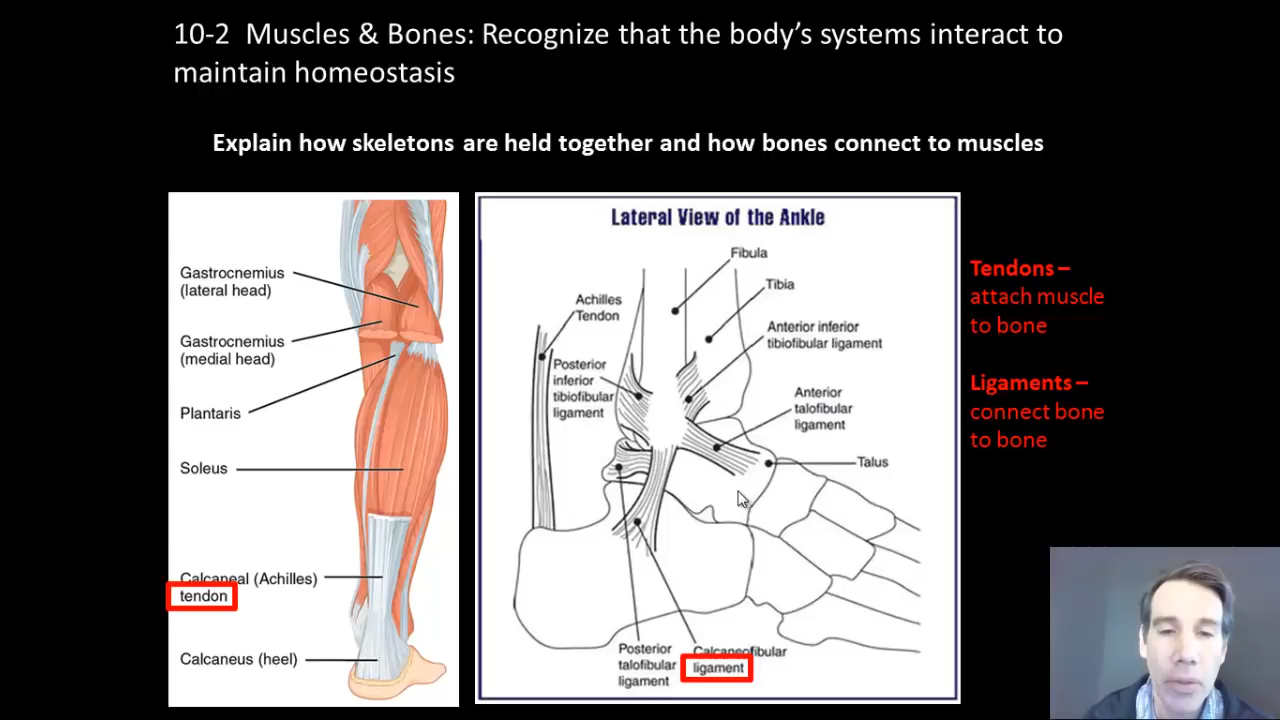 10-2 Muscles & Bones: Recognize that the body's systems interact to
maintain homeostasis
Explain how skeletons are held together and how bones connect to muscles
Gastrocnemius
(lateral head)
Gastrocnemius
(medial head)
Plantaris
Soleus
Calcaneal (Achilles)
tendon
Calcaneus (heel)
Lateral View of the Ankle
Fibula
Tibia
Achilles
Tendon
Anterior inferior
tibiofibular ligament
Posterior
inferior
tibiofibular
ligament
Anterior
talofibular
ligament
Talus
Posterior
talofibular
ligament
Calcaneofibular
ligament
Tendons –
attach muscle
to bone
Ligaments –
connect bone
to bone